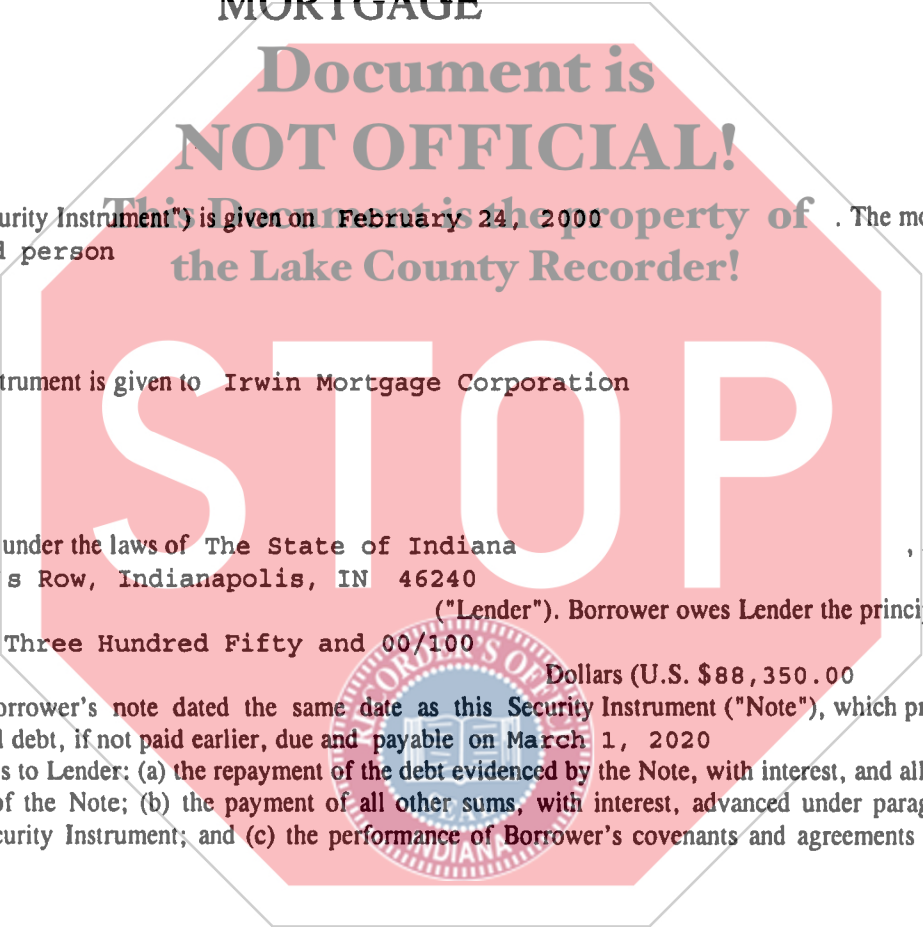 MORTGAGE
Document is
NOT OFFICIAL!
This Document is the property of
the Lake County Recorder!
urity Instrument") is given on February 24, 2000 . The mo
d person
STOP
trument is given to Irwin Mortgage Corporation
under the laws of The State of Indiana ,
s Row, Indianapolis, IN 46240
("Lender"). Borrower owes Lender the princi
Three Hundred Fifty and 00/100
Dollars (U.S. $88,350.00
orrower's note dated the same date as this Security Instrument ("Note"), which pr
d debt, if not paid earlier, due and payable on March 1, 2020
s to Lender: (a) the repayment of the debt evidenced by the Note, with interest, and all
of the Note; (b) the payment of all other sums, with interest, advanced under parag
curity Instrument; and (c) the performance of Borrower's covenants and agreements
RECORDER'S OFFICE
SEAL
INDIANA